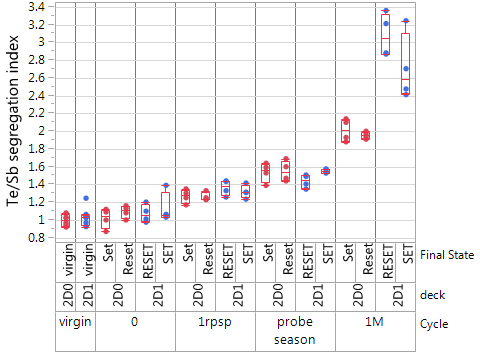 Te/Sb segregation index
3.4
3.2
3
2.8
2.6
2.4
2.2
2
1.8
1.6
1.4
1.2
1
0.8
virgin virgin Set Reset RESET SET Set Reset RESET SET Set Reset RESET SET Set Reset RESET SET Final State
2D0 2D1 2D0 2D1 2D0 2D1 2D0 2D1 2D0 2D1 deck
virgin 0 1rpsp probe 1M Cycle
season